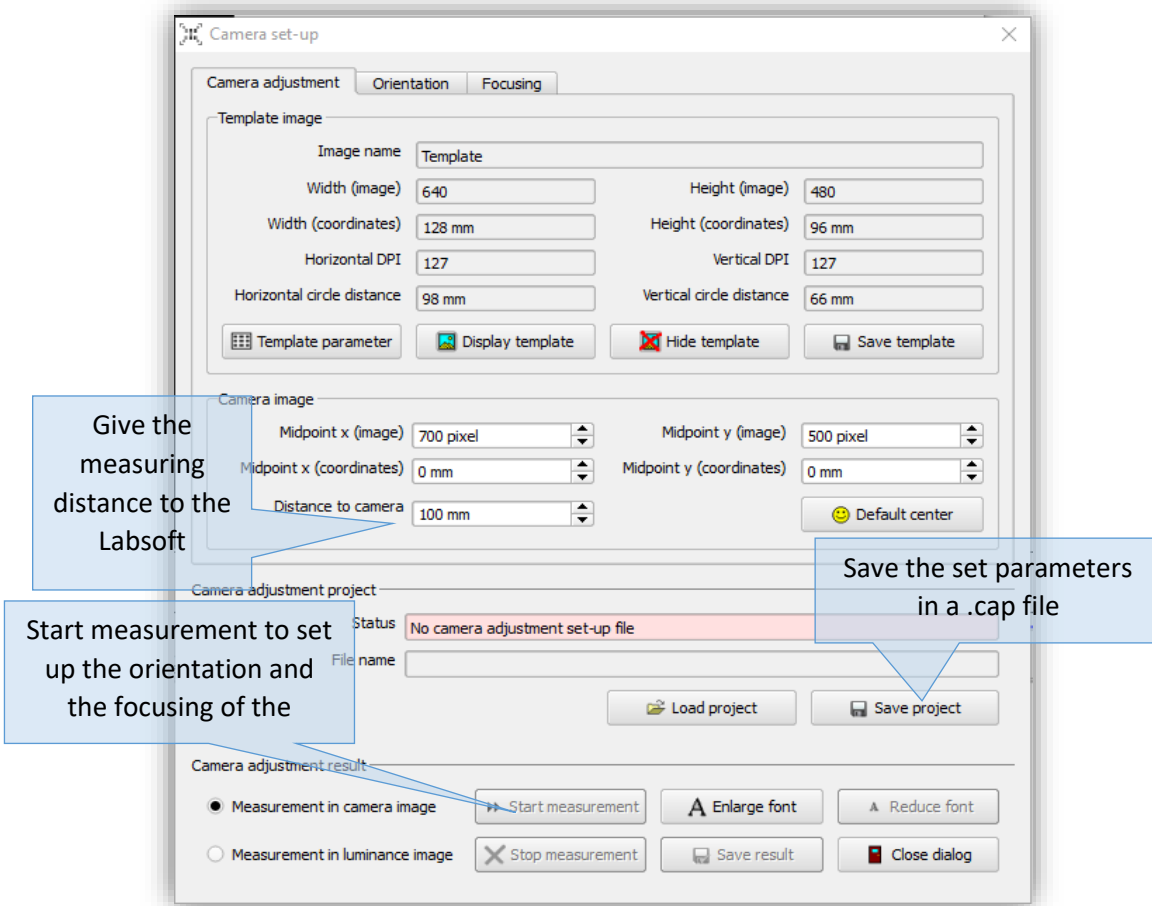 Camera set-up
Camera adjustment Orientation Focusing
Template image
Image name Template
Width (image) 640 Height (image) 480
Width (coordinates) 128 mm Height (coordinates) 96 mm
Horizontal DPI 127 Vertical DPI 127
Horizontal circle distance 98 mm Vertical circle distance 66 mm
Template parameter Display template Hide template Save template
Camera image
Midpoint x (image) 700 pixel Midpoint y (image) 500 pixel
Midpoint x (coordinates) 0 mm Midpoint y (coordinates) 0 mm
Distance to camera 100 mm Default center
Give the
measuring
distance to the
Labsoft
Camera adjustment project
Save the set parameters
in a .cap file
Status No camera adjustment set-up file
File name
Start measurement to set
up the orientation and
the focusing of the
Load project Save project
Camera adjustment result
Measurement in camera image Start measurement A Enlarge font A Reduce font
Measurement in luminance image Stop measurement Save result Close dialog